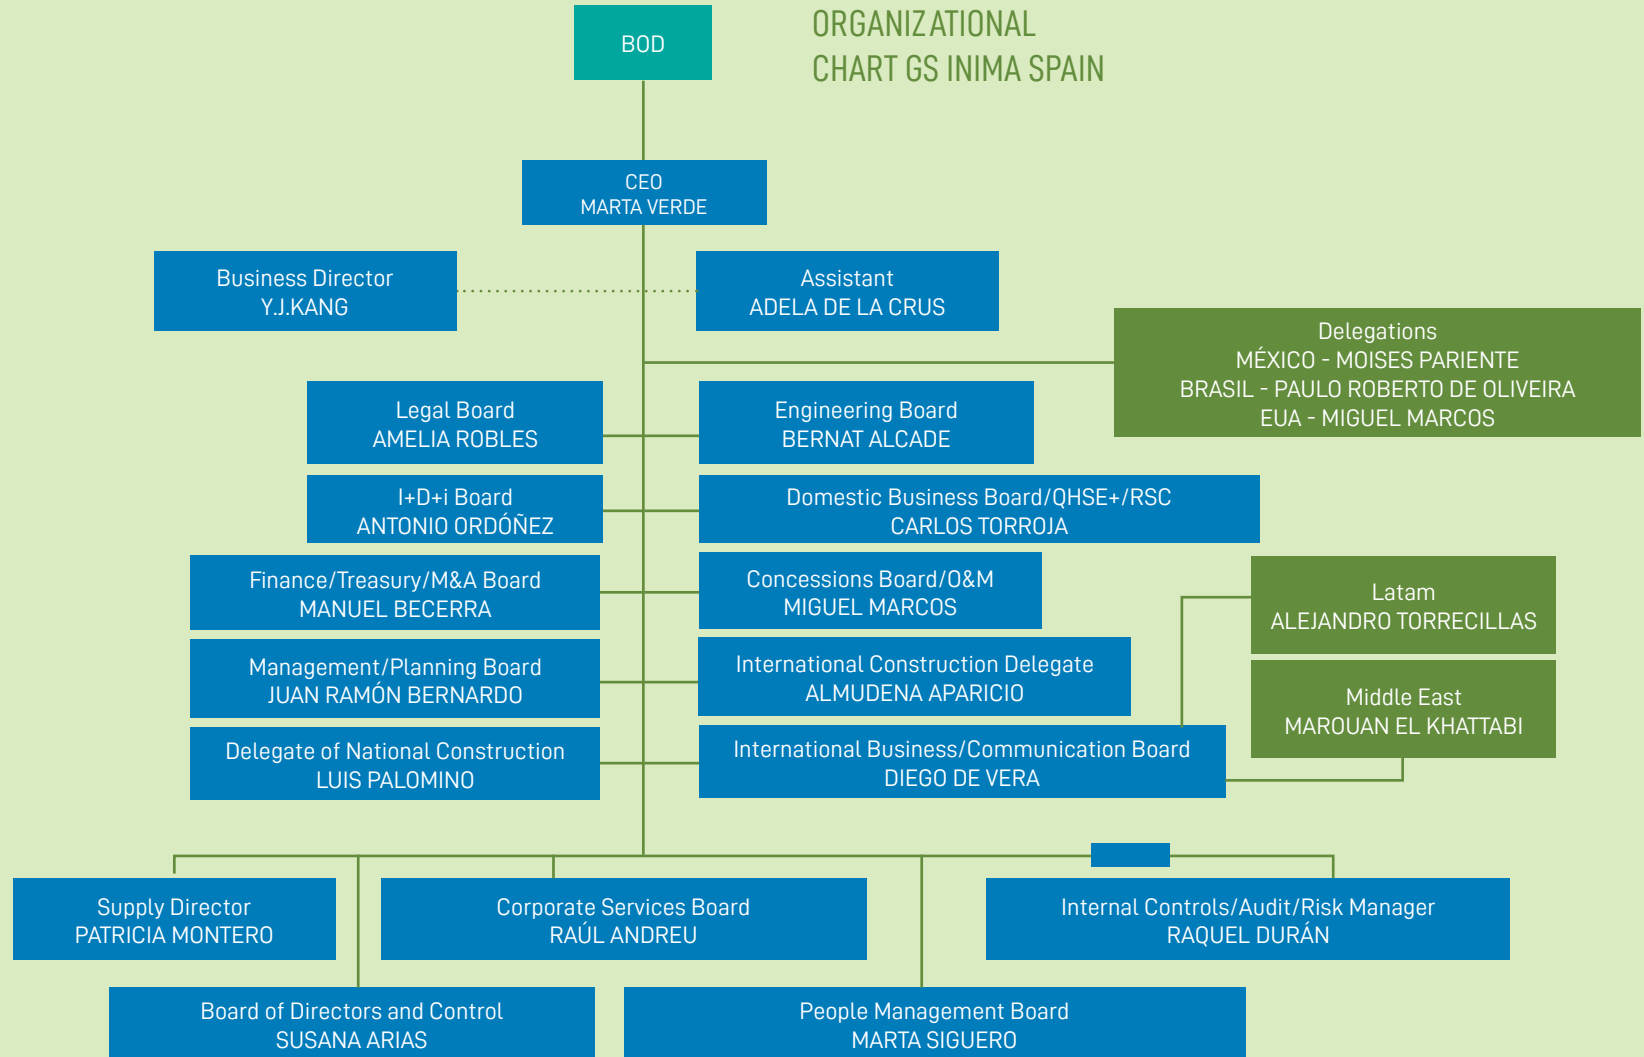 ORGANIZATIONAL
CHART GS INIMA SPAIN
BOD
CEO
MARTA VERDE
Business Director
Y.J.KANG
Assistant
ADELA DE LA CRUS
Delegations
MÉXICO - MOISES PARIENTE
BRASIL - PAULO ROBERTO DE OLIVEIRA
EUA - MIGUEL MARCOS
Legal Board
AMELIA ROBLES
Engineering Board
BERNAT ALCADE
I+D+i Board
ANTONIO ORDÓÑEZ
Domestic Business Board/QHSE+/RSC
CARLOS TORROJA
Finance/Treasury/M&A Board
MANUEL BECERRA
Concessions Board/O&M
MIGUEL MARCOS
Latam
ALEJANDRO TORRECILLAS
Management/Planning Board
JUAN RAMÓN BERNARDO
International Construction Delegate
ALMUDENA APARICIO
Middle East
MAROUAN EL KHATTABI
Delegate of National Construction
LUIS PALOMINO
International Business/Communication Board
DIEGO DE VERA
Supply Director
PATRICIA MONTERO
Corporate Services Board
RAÚL ANDREU
Internal Controls/Audit/Risk Manager
RAQUEL DURÁN
Board of Directors and Control
SUSANA ARIAS
People Management Board
MARTA SIGUERO